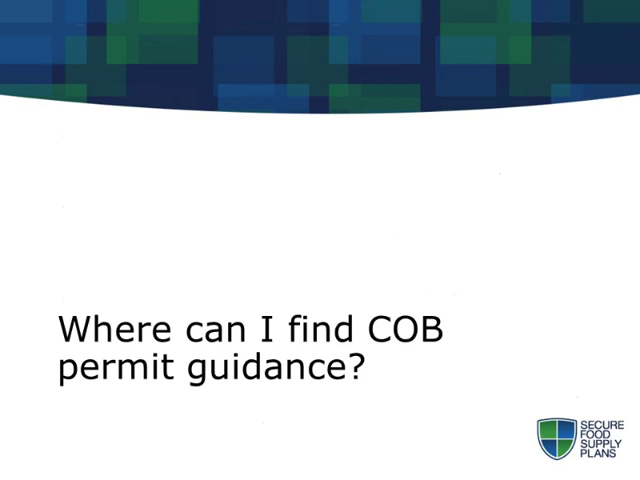 Where can I find COB
permit guidance?
SECURE
FOOD
SUPPLY
PLANS